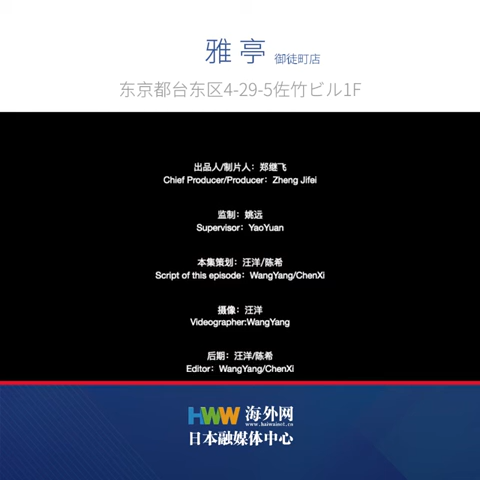 雅亭 御徒町店
东京都台东区4-29-5佐竹ビル1F
出品人/制片人：郑继飞
Chief Producer/Producer：Zheng Jifei
监制：姚远
Supervisor：YaoYuan
本集策划：汪洋/陈希
Script of this episode：WangYang/ChenXi
摄像：汪洋
Videographer:WangYang
后期：汪洋/陈希
Editor：WangYang/ChenXi
HWW 海外网
www.haiwainet.cn
日本融媒体中心